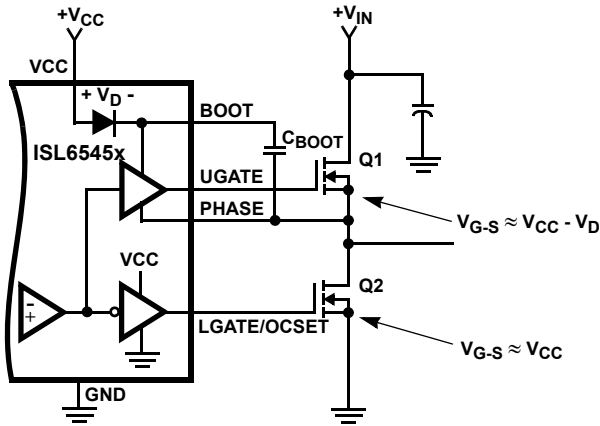 +VCC
+VIN
VCC
+ VD -
BOOT
CBOOT
ISL6545x
Q1
UGATE
PHASE
VG-S ≈ VCC - VD
VCC
Q2
-
+
LGATE/OCSET
VG-S ≈ VCC
GND